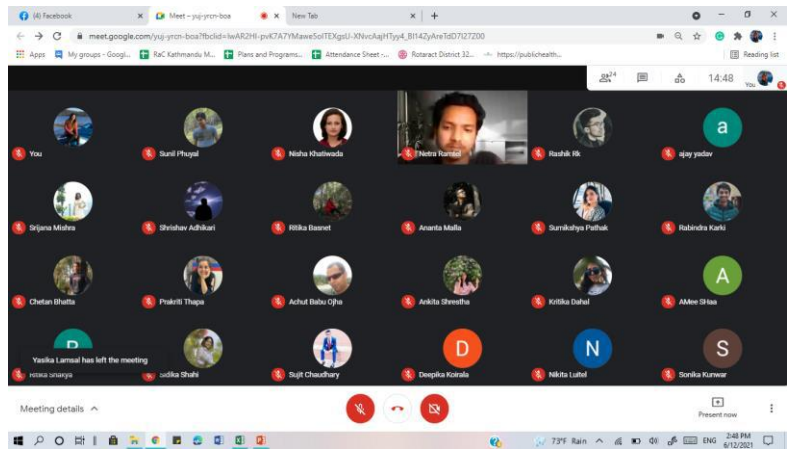 (4) Facebook
Meet – yuj-yrcn-boa
New Tab
meet.google.com/yuj-yrcn-boa?fbclid=
Apps
My groups - Googl...
RaC Kathmandu M...
Plans and Programs...
Attendance Sheet -...
Rotaract District 32...
https://publichealth...
Reading list
24
14:48
You
You
Sunil Phuyal
Nisha Khatiwada
Netra
Rashik Rk
a
ajay yadav
Srijana Mishra
Shrishav Adhikari
Ritika Basnet
Ananta Malla
Sumikshya Pathak
Rabindra Karki
Chetan Bhatta
Prakriti Thapa
Achut Babu Ojha
Ankita Shrestha
Kritika Dahal
A
AMee SHaa
Yasika Lamsal has left the meeting
Shakya
Sidika Shahi
Sujit Chaudhary
D
Deepika Koirala
N
Nikita Luitel
S
Sonika Kunwar
Meeting details
Present now
73°F Rain
ENG
2:48 PM
6/12/2021